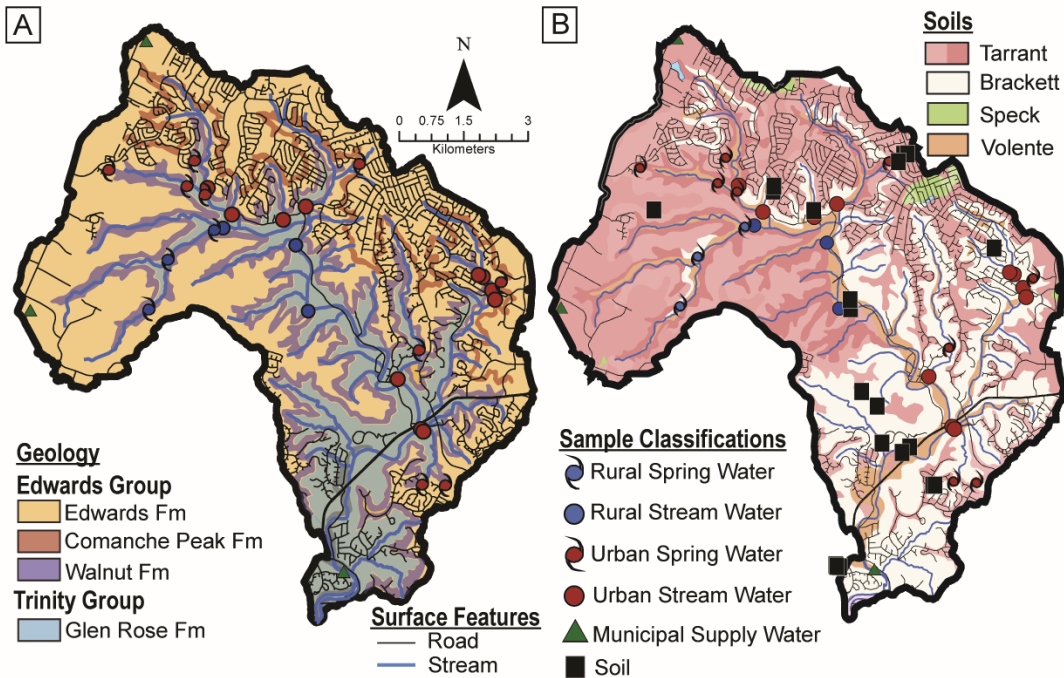 A
N
0 0.75 1.5 3
Kilometers
Geology
Edwards Group
Edwards Fm
Comanche Peak Fm
Walnut Fm
Trinity Group
Glen Rose Fm
Surface Features
Road
Stream
B
Soils
Tarrant
Brackett
Speck
Volente
Sample Classifications
Rural Spring Water
Rural Stream Water
Urban Spring Water
Urban Stream Water
Municipal Supply Water
Soil